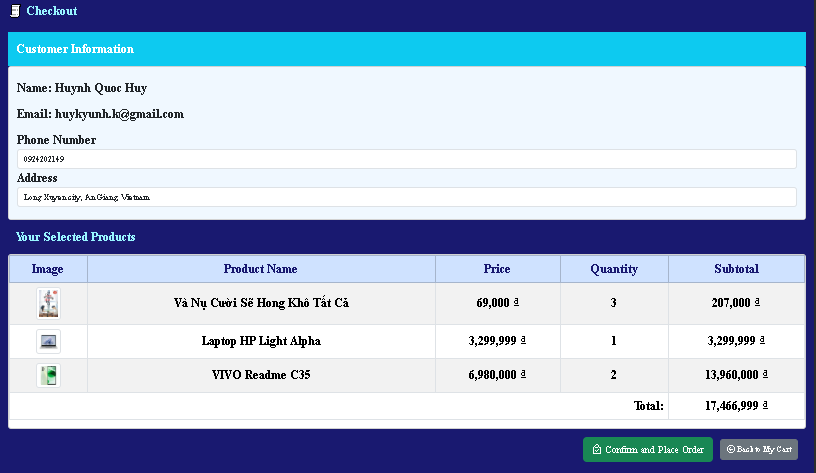 Checkout
Customer Information
Name: Huynh Quoc Huy
Email: huykyunh.k@gmail.com
Phone Number
0924202149
Address
Long Xuyen city, An Giang, Vietnam
Your Selected Products
Image Product Name Price Quantity Subtotal
Và Nụ Cười Sẽ Hong Khô Tất Cả 69,000 ₫ 3 207,000 ₫
Laptop HP Light Alpha 3,299,999 ₫ 1 3,299,999 ₫
VIVO Readme C35 6,980,000 ₫ 2 13,960,000 ₫
Total: 17,466,999 ₫
Confirm and Place Order Back to My Cart